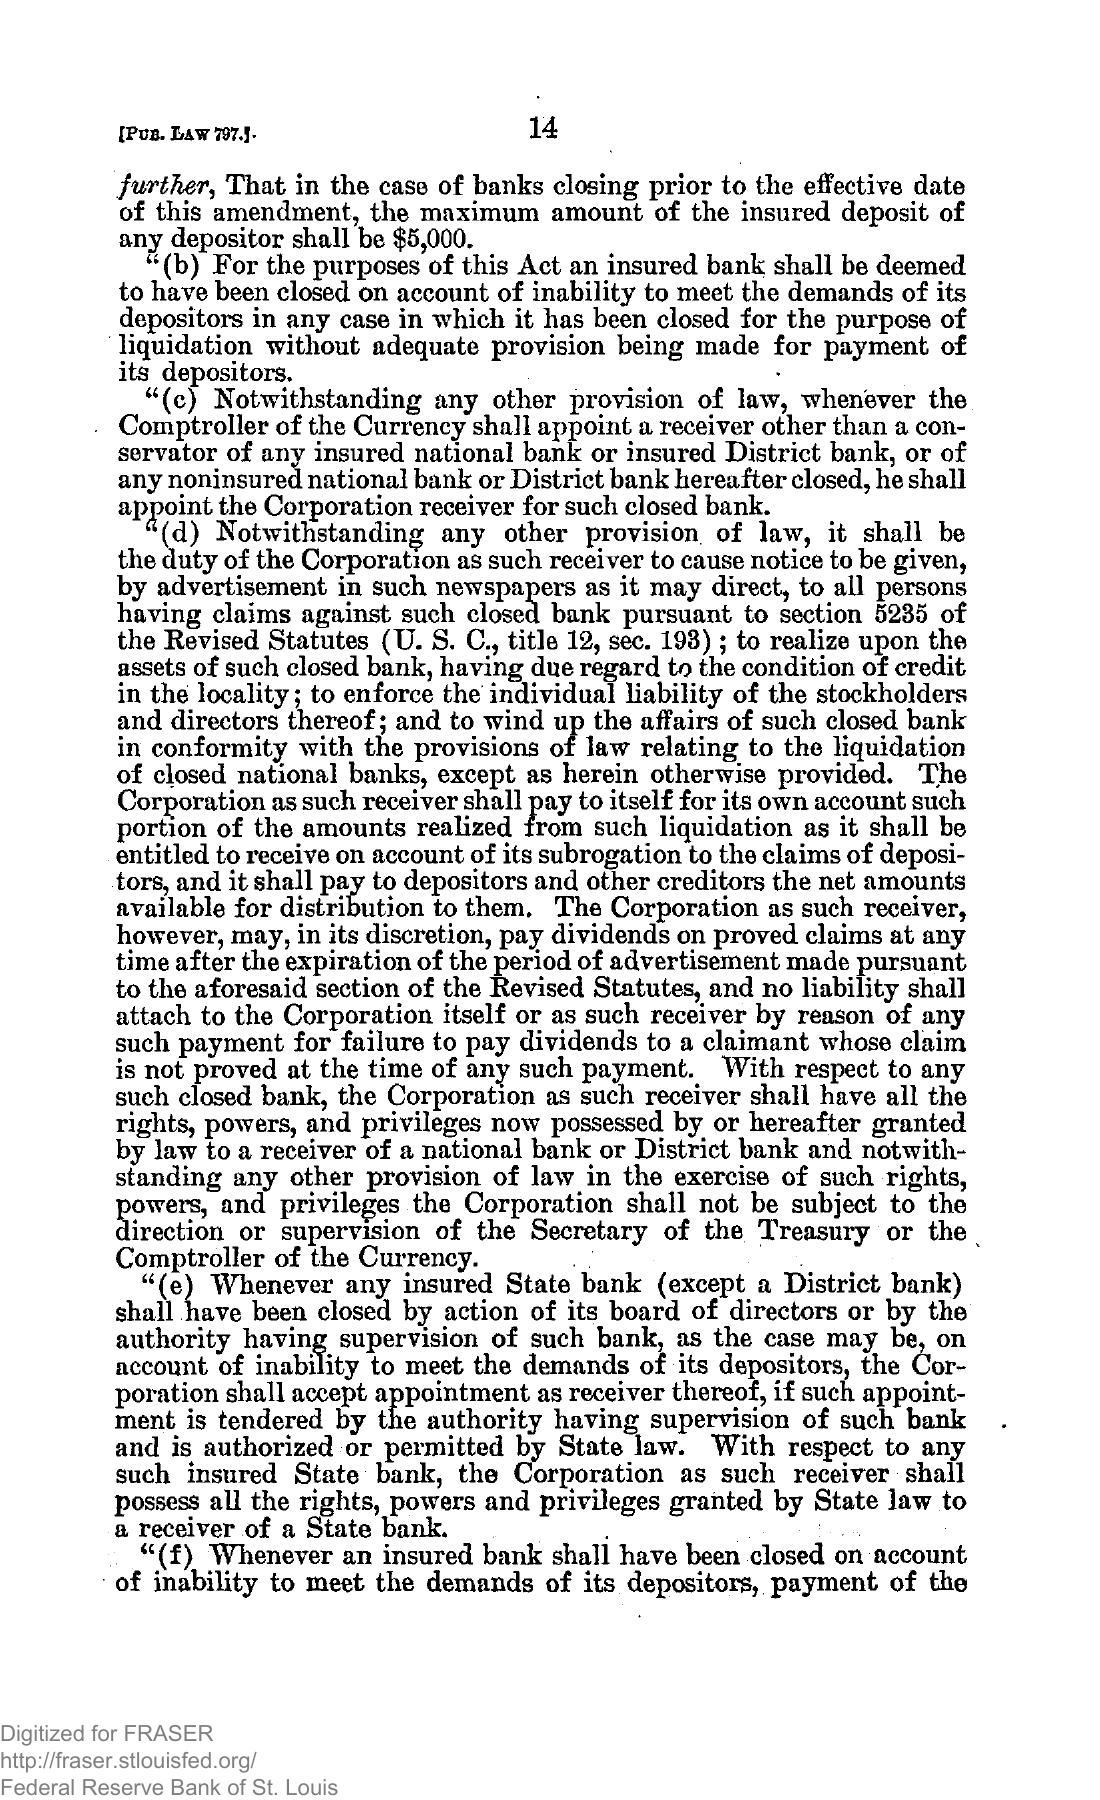 [PUB. LAW 797.]
14
further, That in the case of banks closing prior to the effective date
of this amendment, the maximum amount of the insured deposit of
any depositor shall be $5,000.
“(b) For the purposes of this Act an insured bank shall be deemed
to have been closed on account of inability to meet the demands of its
depositors in any case in which it has been closed for the purpose of
liquidation without adequate provision being made for payment of
its depositors.
“(c) Notwithstanding any other provision of law, whenever the
Comptroller of the Currency shall appoint a receiver other than a con-
servator of any insured national bank or insured District bank, or of
any noninsured national bank or District bank hereafter closed, he shall
appoint the Corporation receiver for such closed bank.
“(d) Notwithstanding any other provision of law, it shall be
the duty of the Corporation as such receiver to cause notice to be given,
by advertisement in such newspapers as it may direct, to all persons
having claims against such closed bank pursuant to section 5235 of
the Revised Statutes (U. S. C., title 12, sec. 193) ; to realize upon the
assets of such closed bank, having due regard to the condition of credit
in the locality; to enforce the individual liability of the stockholders
and directors thereof; and to wind up the affairs of such closed bank
in conformity with the provisions of law relating to the liquidation
of closed national banks, except as herein otherwise provided. The
Corporation as such receiver shall pay to itself for its own account such
portion of the amounts realized from such liquidation as it shall be
entitled to receive on account of its subrogation to the claims of deposi-
tors, and it shall pay to depositors and other creditors the net amounts
available for distribution to them. The Corporation as such receiver,
however, may, in its discretion, pay dividends on proved claims at any
time after the expiration of the period of advertisement made pursuant
to the aforesaid section of the Revised Statutes, and no liability shall
attach to the Corporation itself or as such receiver by reason of any
such payment for failure to pay dividends to a claimant whose claim
is not proved at the time of any such payment. With respect to any
such closed bank, the Corporation as such receiver shall have all the
rights, powers, and privileges now possessed by or hereafter granted
by law to a receiver of a national bank or District bank and notwith-
standing any other provision of law in the exercise of such rights,
powers, and privileges the Corporation shall not be subject to the
direction or supervision of the Secretary of the Treasury or the
Comptroller of the Currency.
“(e) Whenever any insured State bank (except a District bank)
shall have been closed by action of its board of directors or by the
authority having supervision of such bank, as the case may be, on
account of inability to meet the demands of its depositors, the Cor-
poration shall accept appointment as receiver thereof, if such appoint-
ment is tendered by the authority having supervision of such bank
and is authorized or permitted by State law. With respect to any
such insured State bank, the Corporation as such receiver shall
possess all the rights, powers and privileges granted by State law to
a receiver of a State bank.
“(f) Whenever an insured bank shall have been closed on account
of inability to meet the demands of its depositors, payment of the
Digitized for FRASER
http://fraser.stlouisfed.org/
Federal Reserve Bank of St. Louis